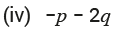 (iv) -p - 2q